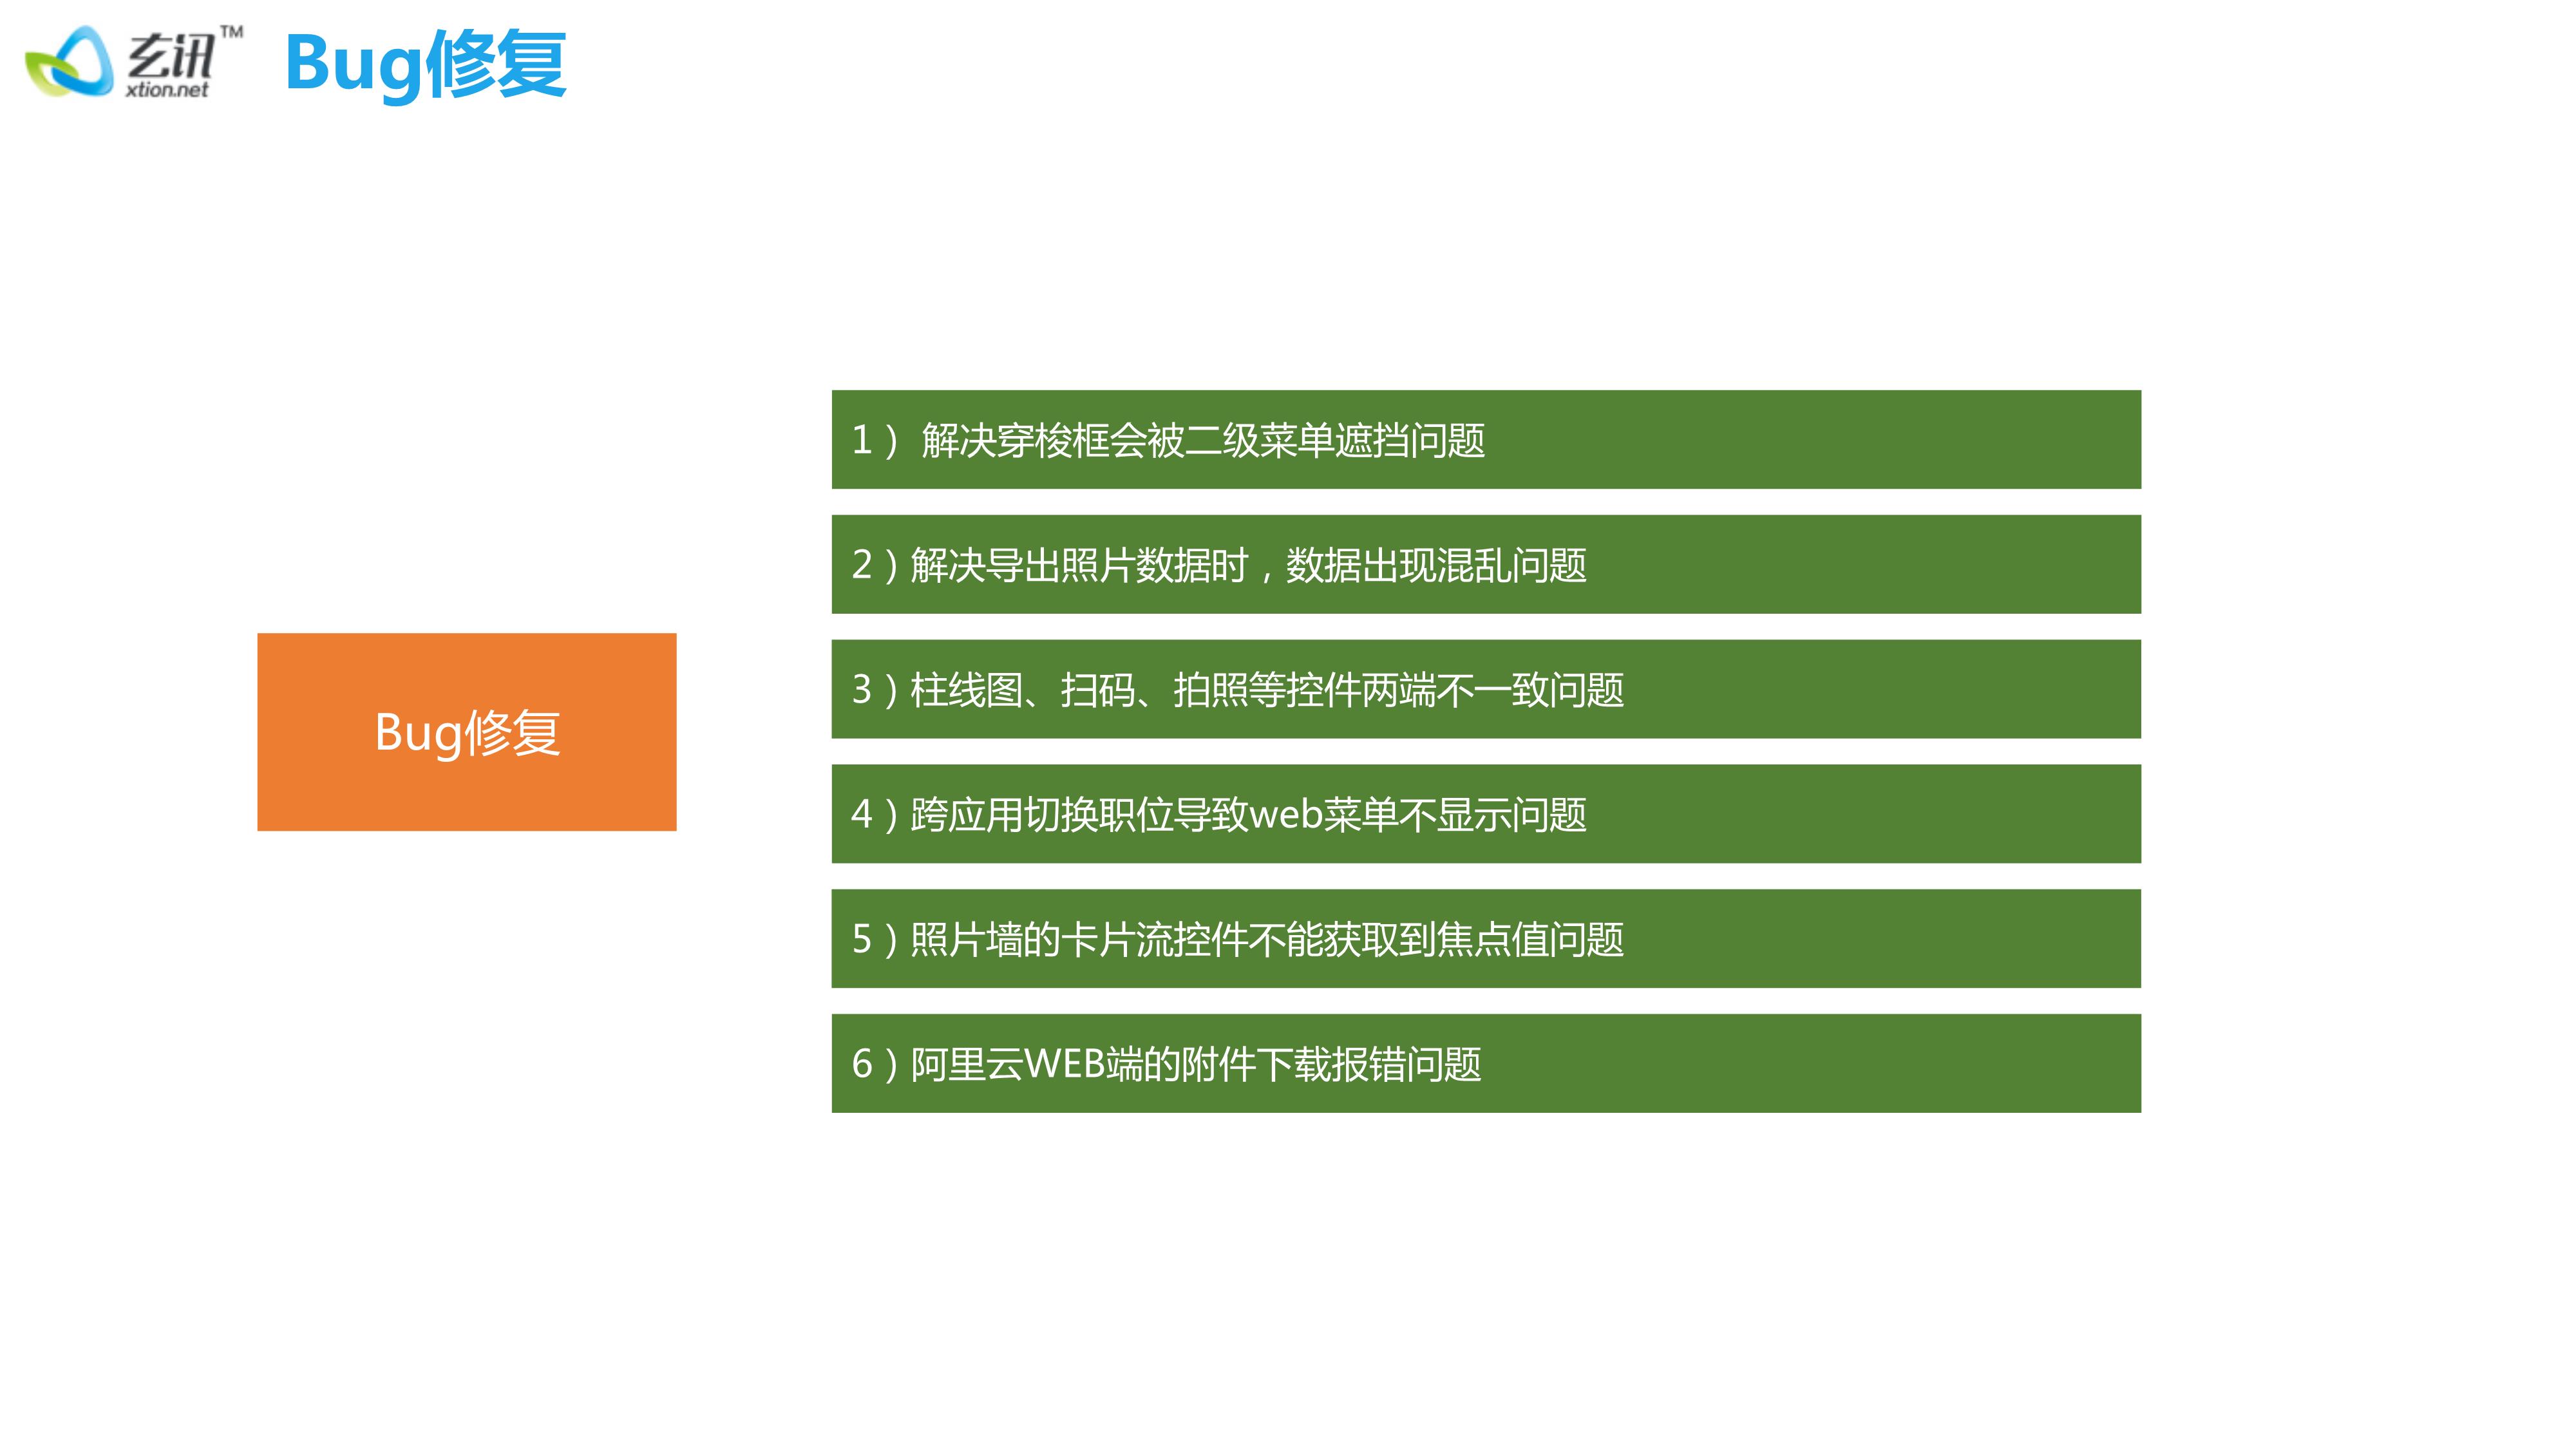 玄讯™
xtion.net
Bug修复
1） 解决穿梭框会被二级菜单遮挡问题
2）解决导出照片数据时，数据出现混乱问题
3）柱线图、扫码、拍照等控件两端不一致问题
Bug修复
4）跨应用切换职位导致web菜单不显示问题
5）照片墙的卡片流控件不能获取到焦点值问题
6）阿里云WEB端的附件下载报错问题